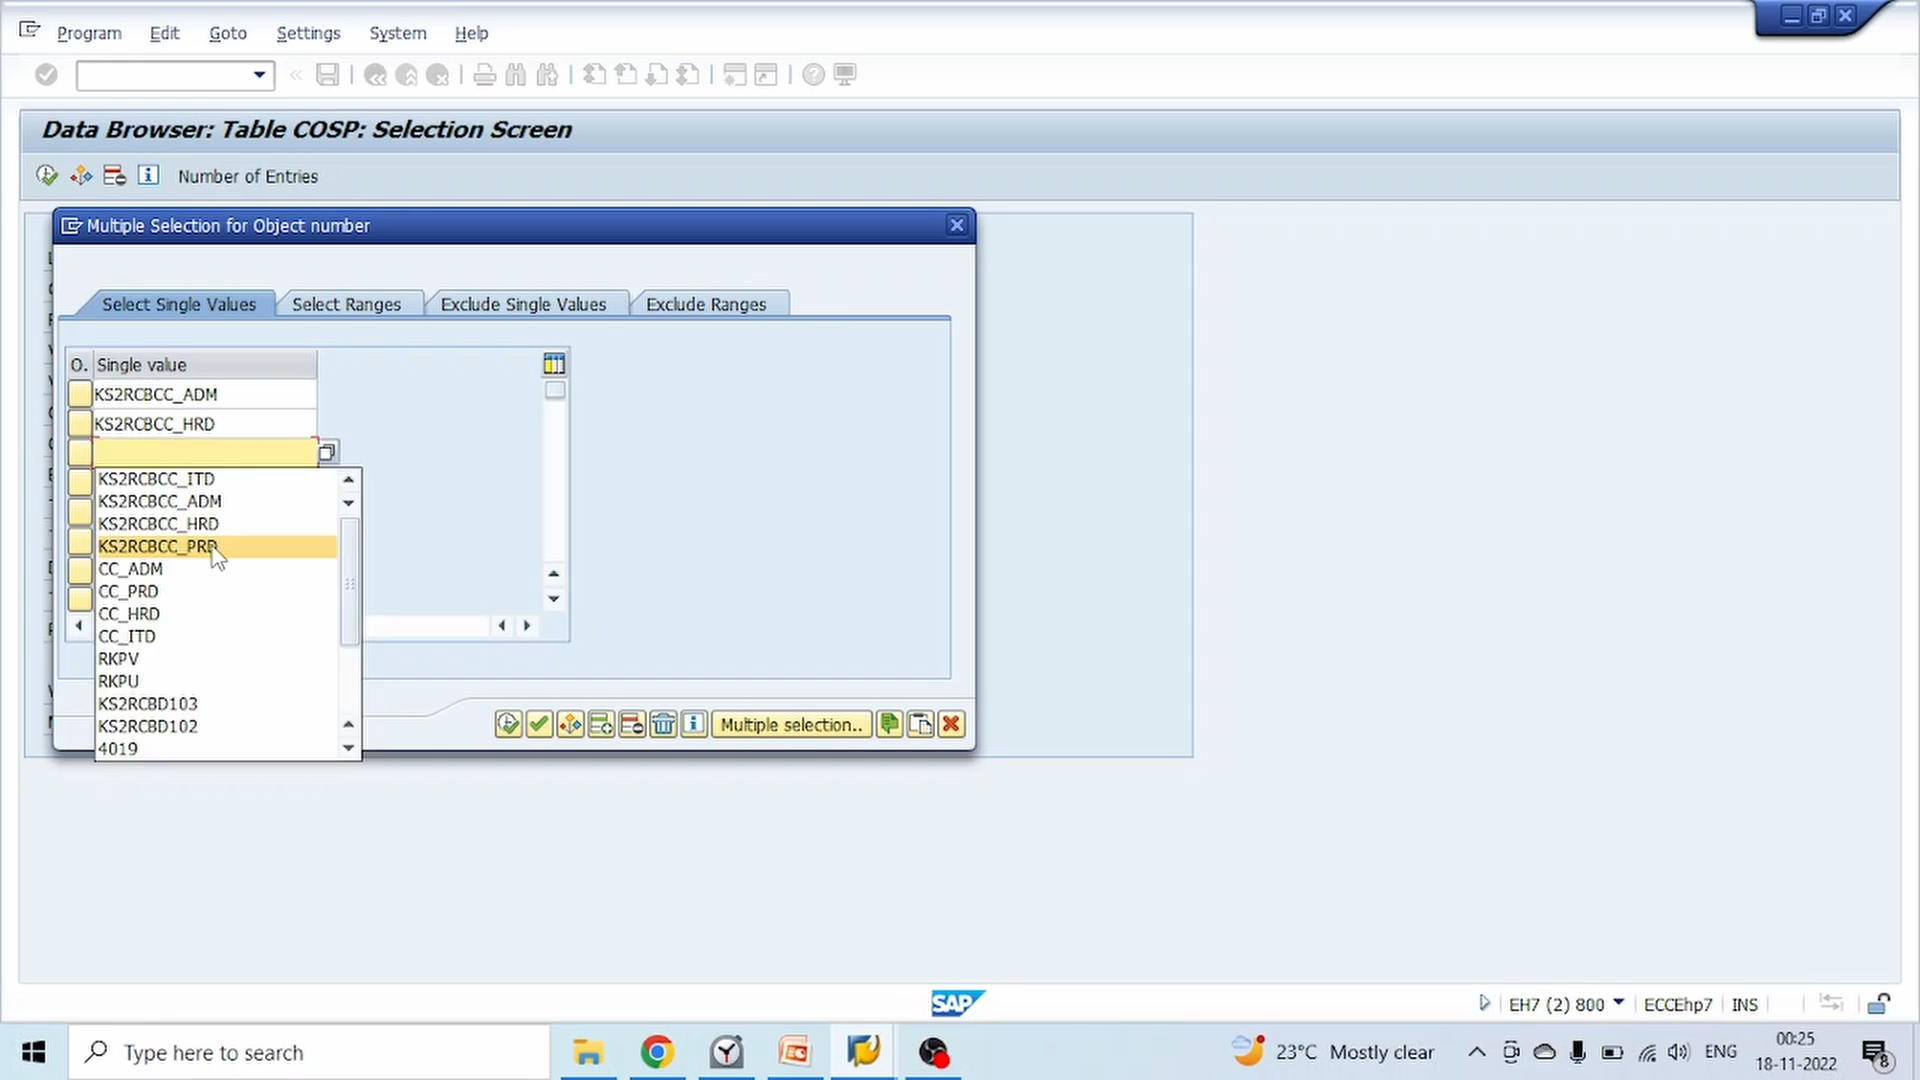 Program Edit Goto Settings System Help
Data Browser: Table COSP: Selection Screen
Number of Entries
Multiple Selection for Object number
Select Single Values Select Ranges Exclude Single Values Exclude Ranges
O. Single value
KS2RCBCC_ADM
KS2RCBCC_HRD
KS2RCBCC_ITD
KS2RCBCC_ADM
KS2RCBCC_HRD
KS2RCBCC_PRD
CC_ADM
CC_PRD
CC_HRD
CC_ITD
RKPV
RKPU
KS2RCBD103
KS2RCBD102
4019
Multiple selection..
SAP
EH7 (2) 800 ECCEhp7 INS
Type here to search
23°C Mostly clear
ENG
00:25
18-11-2022
8